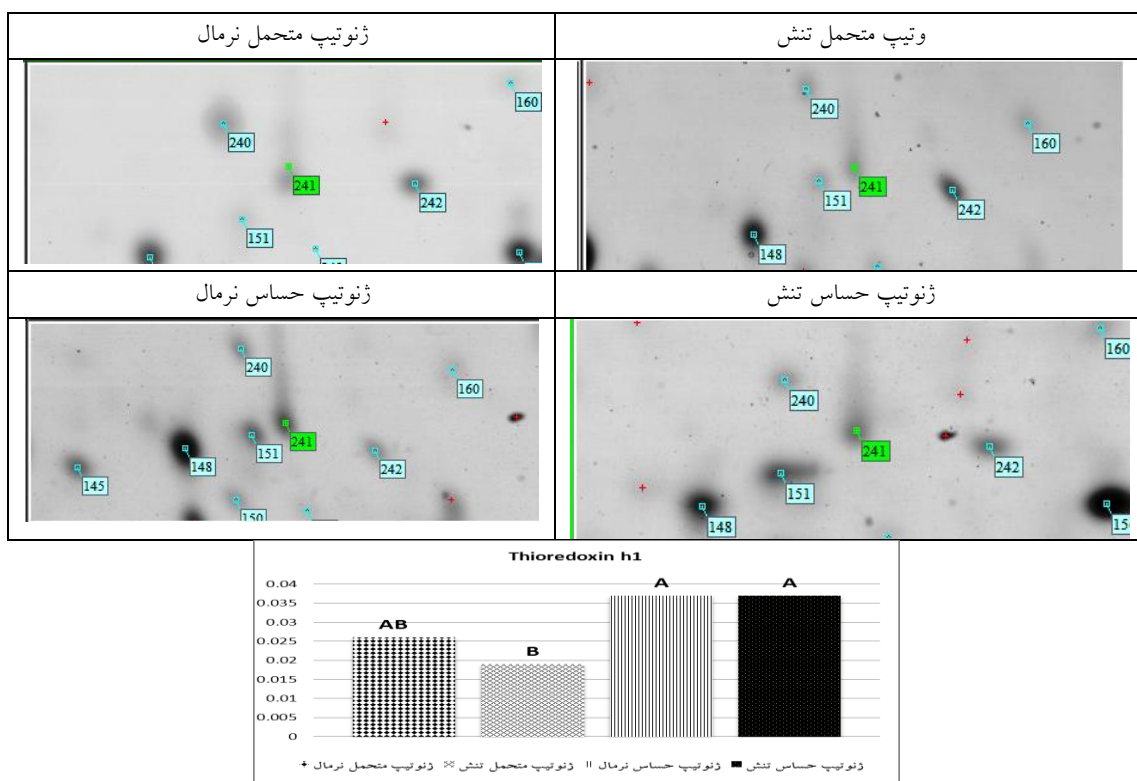 ژنوتیپ متحمل نرمال
وتیپ متحمل تنش
160
240
241
242
151
240
160
151
241
242
148
ژنوتیپ حساس نرمال
ژنوتیپ حساس تنش
240
160
241
151
242
148
145
150
160
240
241
242
151
148
Thioredoxin h1
0.04
0.035
0.03
0.025
0.02
0.015
0.01
0.005
0
AB
B
A
A
ژنوتیپ متحمل نرمال
ژنوتیپ متحمل تنش
ژنوتیپ حساس نرمال
ژنوتیپ حساس تنش